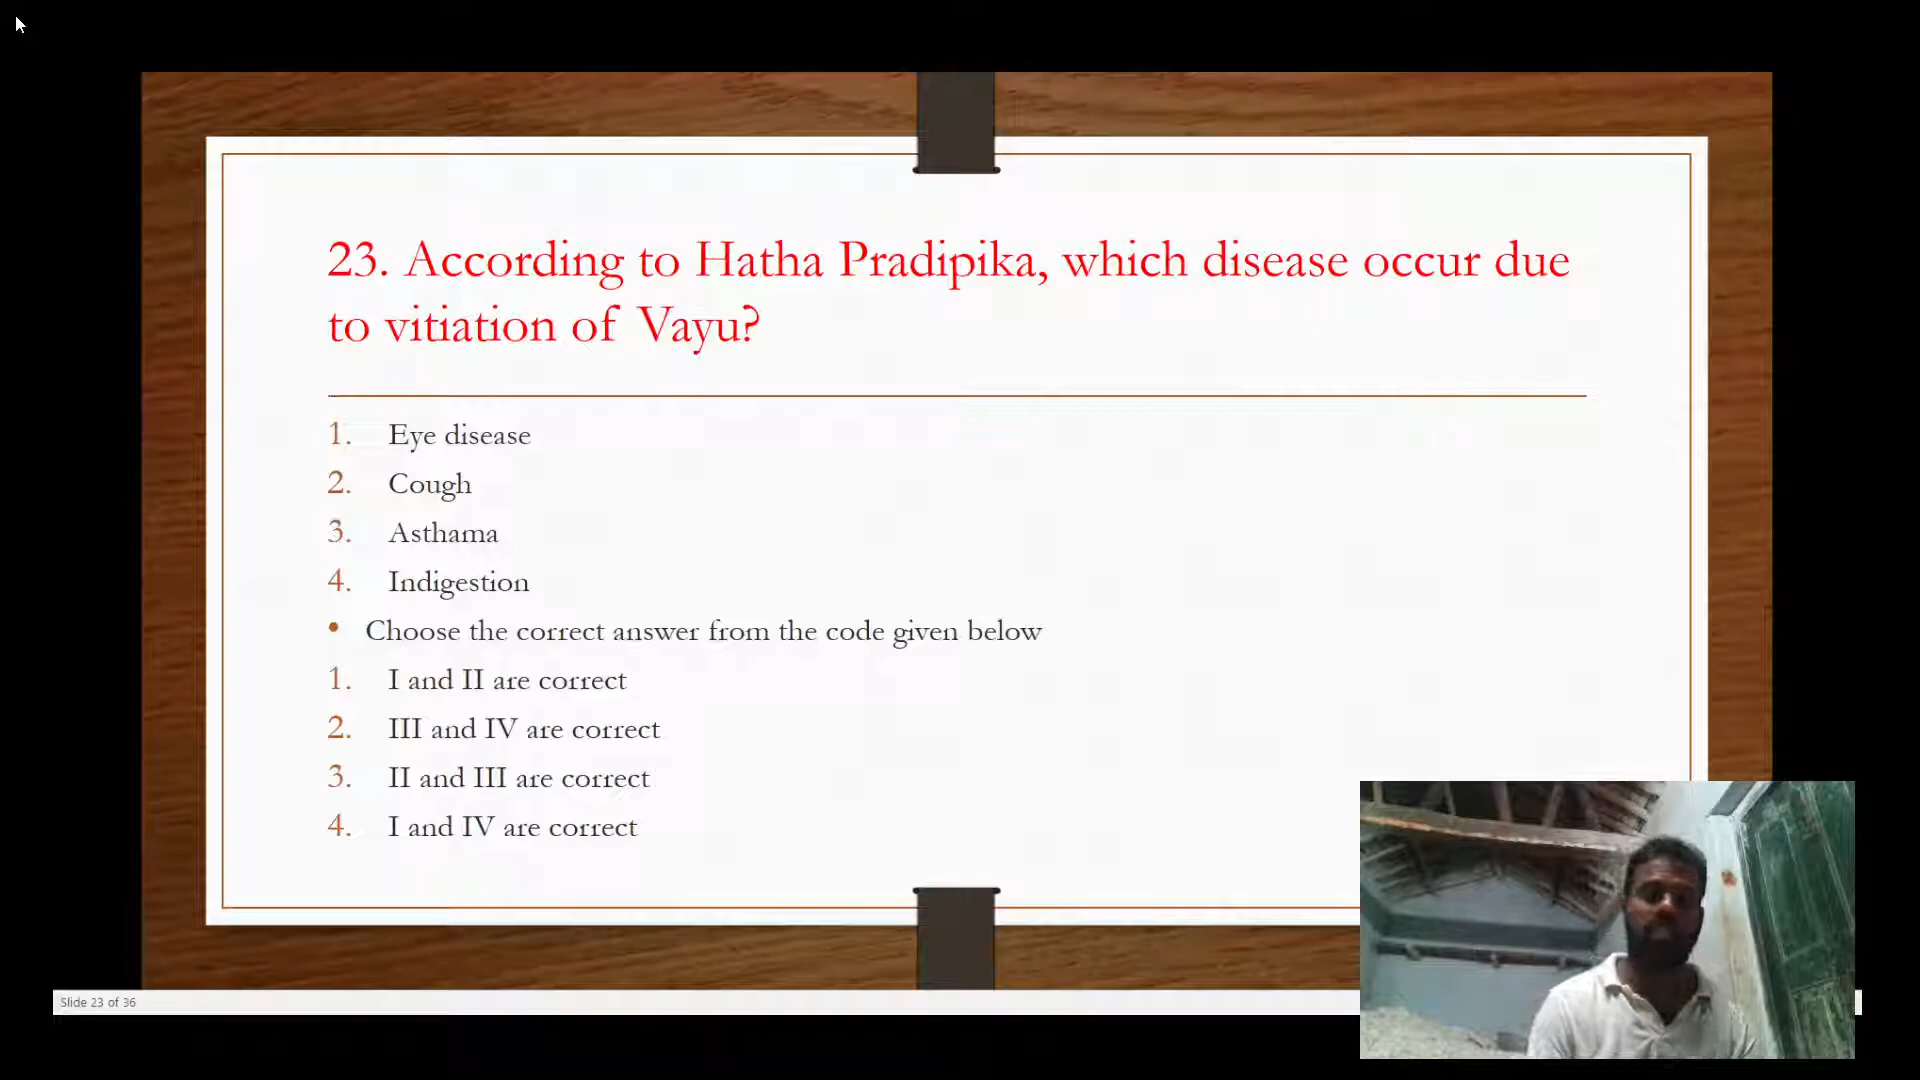 23. According to Hatha Pradipika, which disease occur due
to vitiation of Vayu?
1. Eye disease
2. Cough
3. Asthama
4. Indigestion
• Choose the correct answer from the code given below
1. I and II are correct
2. III and IV are correct
3. II and III are correct
4. I and IV are correct
Slide 23 of 36